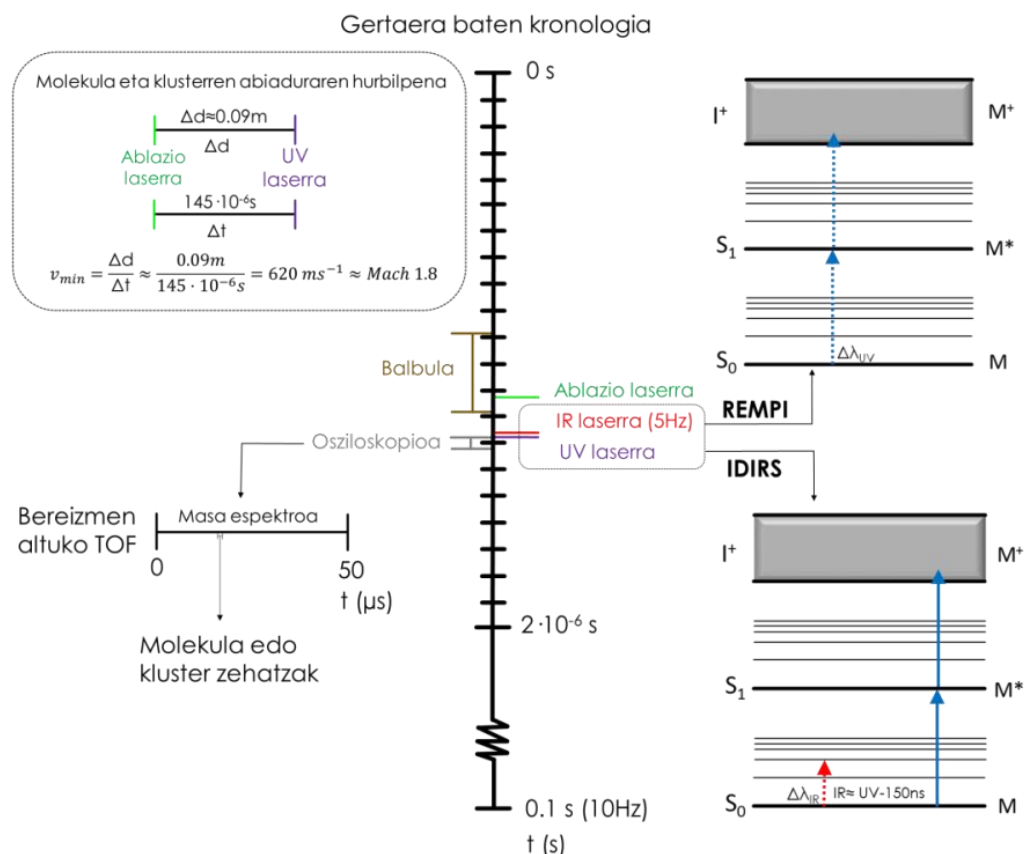 Gertaera baten kronologia
Molekula eta klusterren abiaduraren hurbilpena
Δd≈0.09m
Δd
Ablazio
laserra
UV
laserra
145 ·10⁻⁶s
Δt
v_min = Δd/Δt ≈ 0.09m/145 · 10⁻⁶s = 620 ms⁻¹ ≈ Mach 1.8
0 s
Balbula
Ablazio laserra
IR laserra (5Hz)
UV laserra
Osziloskopioa
REMPI
IDIRS
Bereizmen
altuko TOF
Masa espektroa
0
50
t (μs)
Molekula edo
kluster zehatzak
2 ·10⁻⁶ s
0.1 s (10Hz)
t (s)
I⁺
M⁺
S₁
M*
S₀
Δλ_UV
M
I⁺
M⁺
S₁
M*
Δλ_IR
IR≈ UV-150ns
S₀
M